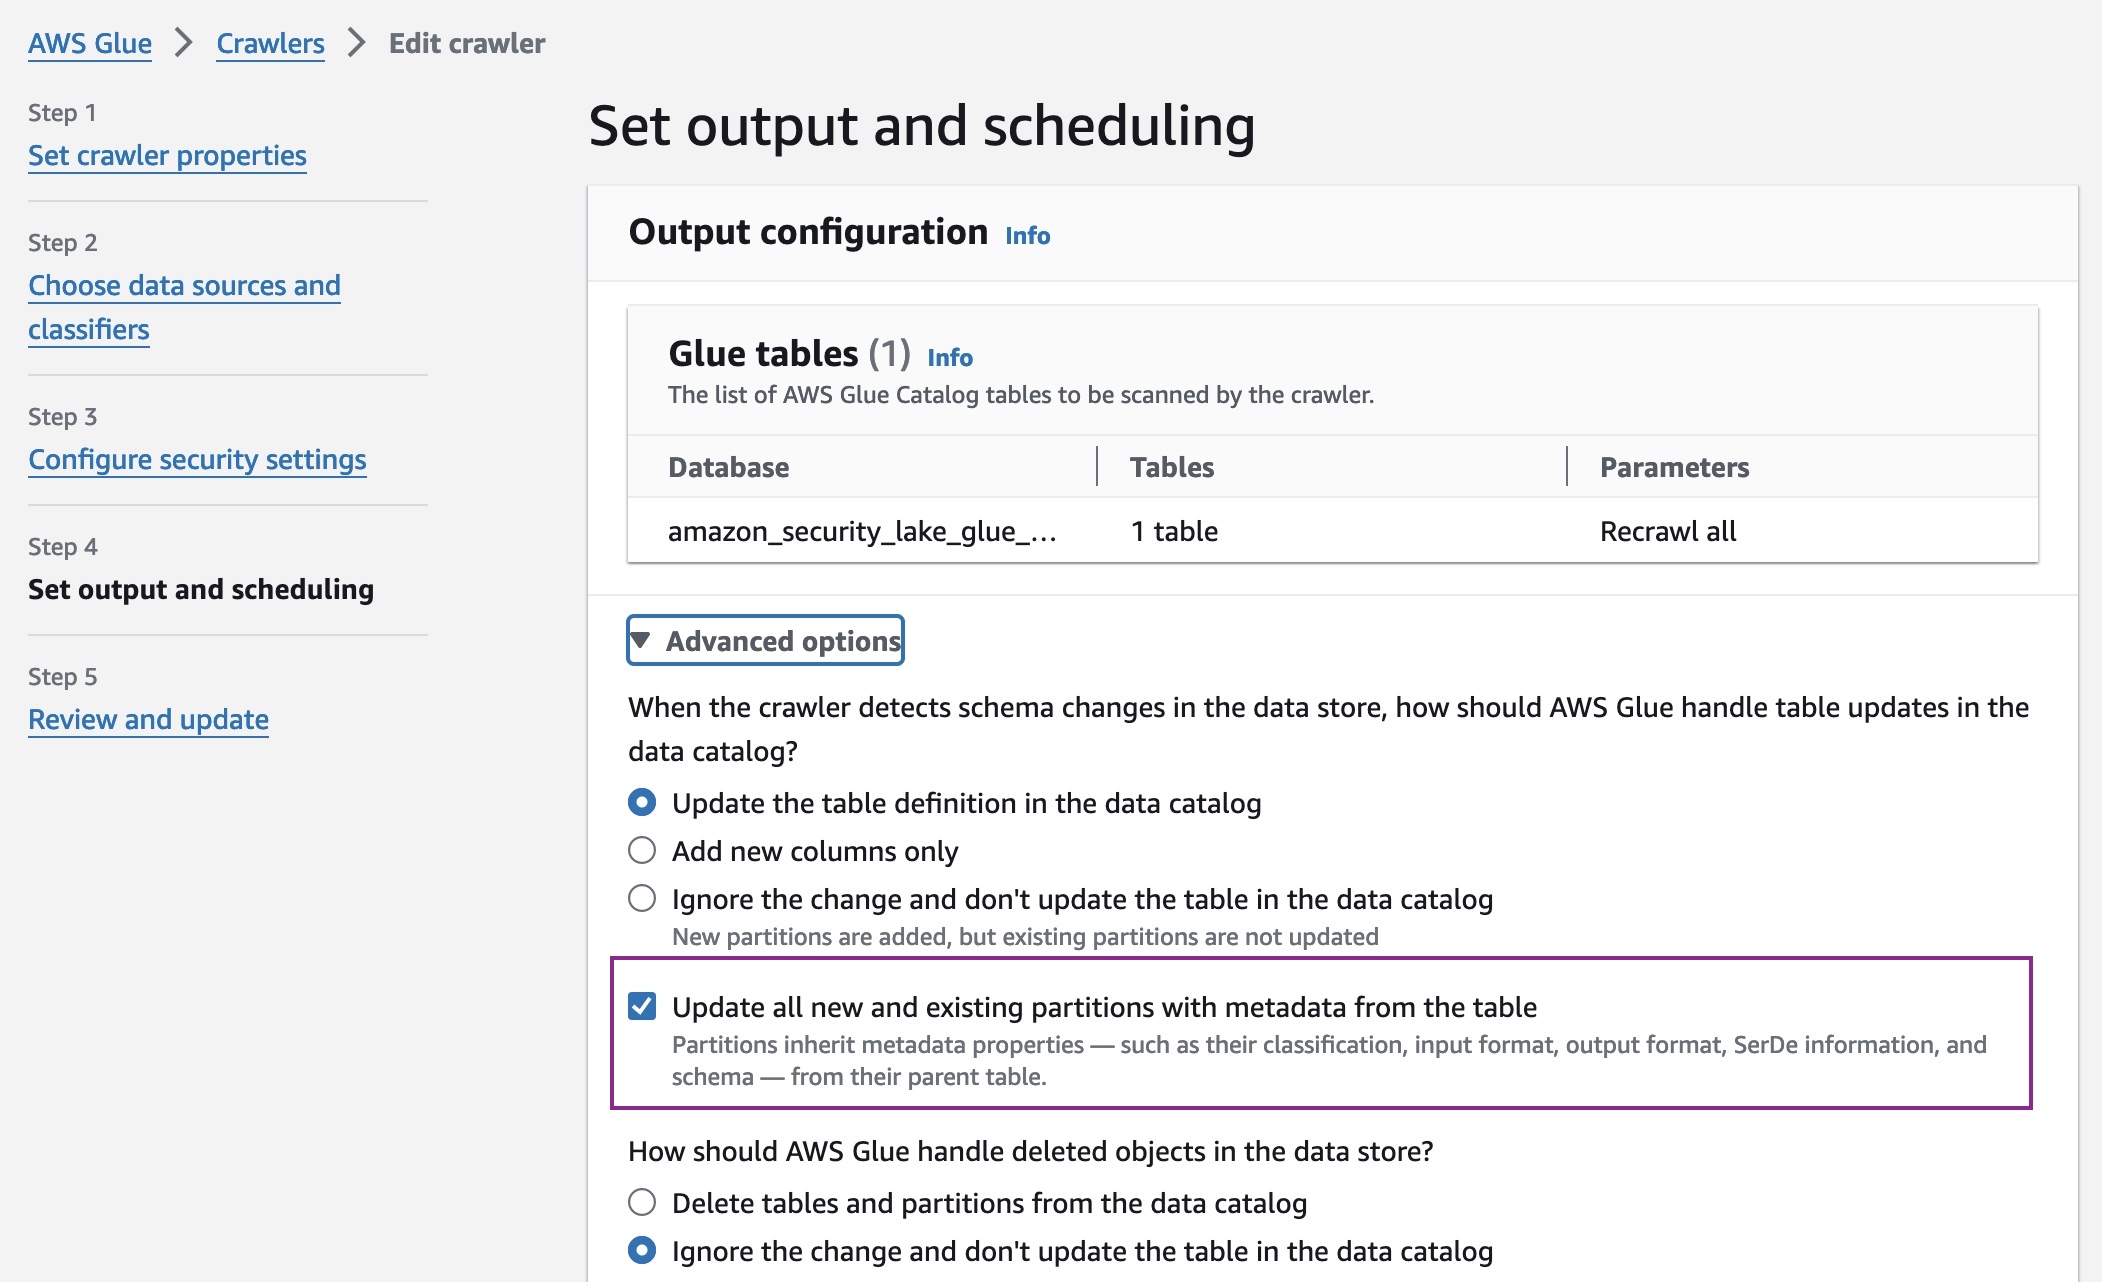 AWS Glue > Crawlers > Edit crawler
Step 1
Set crawler properties
Step 2
Choose data sources and
classifiers
Step 3
Configure security settings
Step 4
Set output and scheduling
Step 5
Review and update
Set output and scheduling
Output configuration Info
Glue tables (1) Info
The list of AWS Glue Catalog tables to be scanned by the crawler.
Database Tables Parameters
amazon_security_lake_glue_... 1 table Recrawl all
Advanced options
When the crawler detects schema changes in the data store, how should AWS Glue handle table updates in the
data catalog?
Update the table definition in the data catalog
Add new columns only
Ignore the change and don't update the table in the data catalog
New partitions are added, but existing partitions are not updated
Update all new and existing partitions with metadata from the table
Partitions inherit metadata properties — such as their classification, input format, output format, SerDe information, and
schema — from their parent table.
How should AWS Glue handle deleted objects in the data store?
Delete tables and partitions from the data catalog
Ignore the change and don't update the table in the data catalog